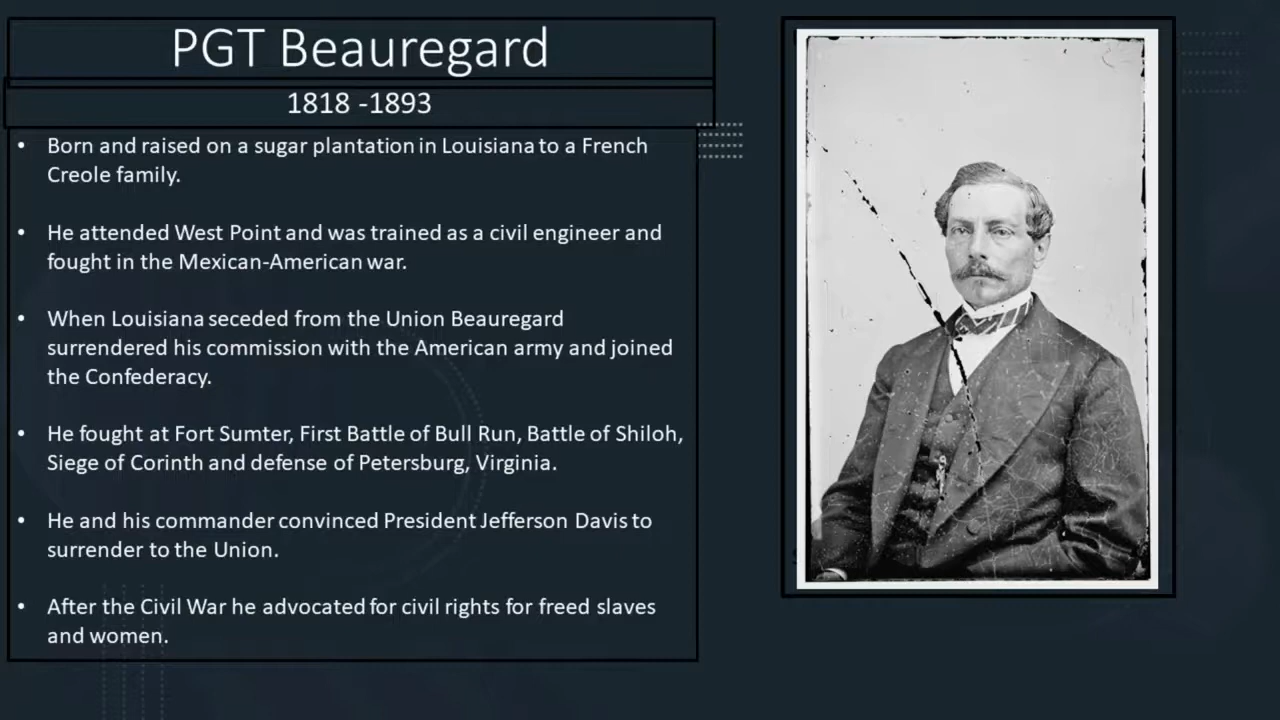 PGT Beauregard
1818 -1893
• Born and raised on a sugar plantation in Louisiana to a French
Creole family.
• He attended West Point and was trained as a civil engineer and
fought in the Mexican-American war.
• When Louisiana seceded from the Union Beauregard
surrendered his commission with the American army and joined
the Confederacy.
• He fought at Fort Sumter, First Battle of Bull Run, Battle of Shiloh,
Siege of Corinth and defense of Petersburg, Virginia.
• He and his commander convinced President Jefferson Davis to
surrender to the Union.
• After the Civil War he advocated for civil rights for freed slaves
and women.